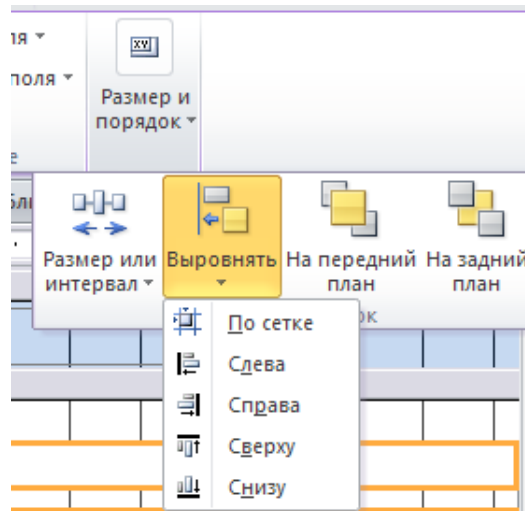 ля
поля
Размер и
порядок
Размер или
интервал
Выровнять
На передний
план
На задний
план
По сетке
Слева
Справа
Сверху
Снизу